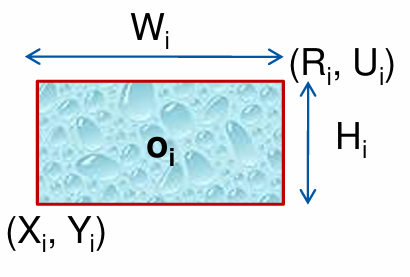 Wi
(Ri, Ui)
oi
Hi
(Xi, Yi)